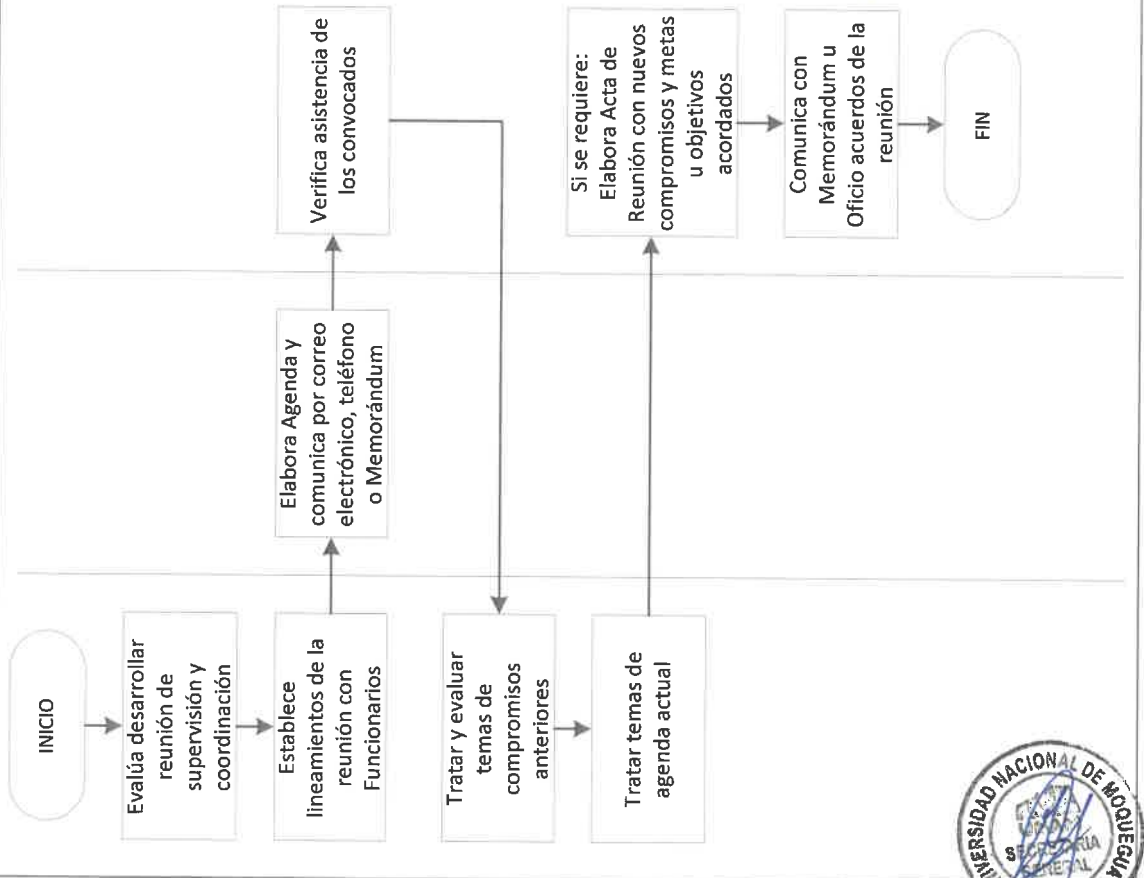 INICIO
Evalúa desarrollar
reunión de
supervisión y
coordinación
Establece
lineamientos de la
reunión con
Funcionarios
Elabora Agenda y
comunica por correo
electrónico, teléfono
o Memorándum
Verifica asistencia de
los convocados
Tratar y evaluar
temas de
compromisos
anteriores
Tratar temas de
agenda actual
Si se requiere:
Elabora Acta de
Reunión con nuevos
compromisos y metas
u objetivos
acordados
Comunica con
Memorándum u
Oficio acuerdos de la
reunión
FIN
NACIONAL DE MOQUEGUA
SECRETARÍA
GENERAL